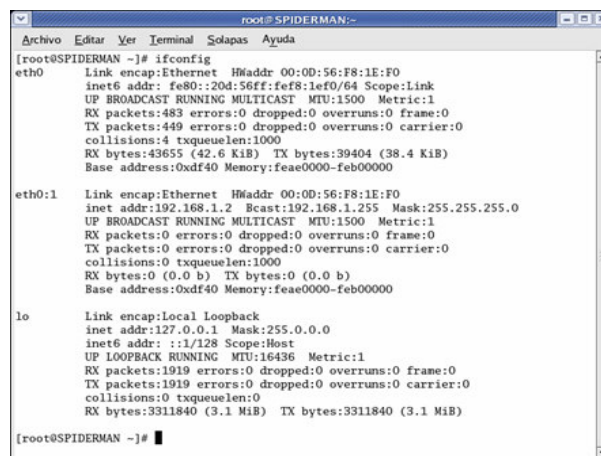 root@SPIDERMAN:~
Archivo Editar Ver Terminal Solapas Ayuda
[root@SPIDERMAN ~]# ifconfig
eth0 Link encap:Ethernet HWaddr 00:0D:56:F8:1E:F0
inet6 addr: fe80::20d:56ff:fef8:1ef0/64 Scope:Link
UP BROADCAST RUNNING MULTICAST MTU:1500 Metric:1
RX packets:483 errors:0 dropped:0 overruns:0 frame:0
TX packets:449 errors:0 dropped:0 overruns:0 carrier:0
collisions:4 txqueuelen:1000
RX bytes:43655 (42.6 KiB) TX bytes:39404 (38.4 KiB)
Base address:0xdf40 Memory:feae0000-feb00000
eth0:1 Link encap:Ethernet HWaddr 00:0D:56:F8:1E:F0
inet addr:192.168.1.2 Bcast:192.168.1.255 Mask:255.255.255.0
UP BROADCAST RUNNING MULTICAST MTU:1500 Metric:1
RX packets:0 errors:0 dropped:0 overruns:0 frame:0
TX packets:0 errors:0 dropped:0 overruns:0 carrier:0
collisions:0 txqueuelen:1000
RX bytes:0 (0.0 b) TX bytes:0 (0.0 b)
Base address:0xdf40 Memory:feae0000-feb00000
lo Link encap:Local Loopback
inet addr:127.0.0.1 Mask:255.0.0.0
inet6 addr: ::1/128 Scope:Host
UP LOOPBACK RUNNING MTU:16436 Metric:1
RX packets:1919 errors:0 dropped:0 overruns:0 frame:0
TX packets:1919 errors:0 dropped:0 overruns:0 carrier:0
collisions:0 txqueuelen:0
RX bytes:3311840 (3.1 MiB) TX bytes:3311840 (3.1 MiB)
[root@SPIDERMAN ~]#